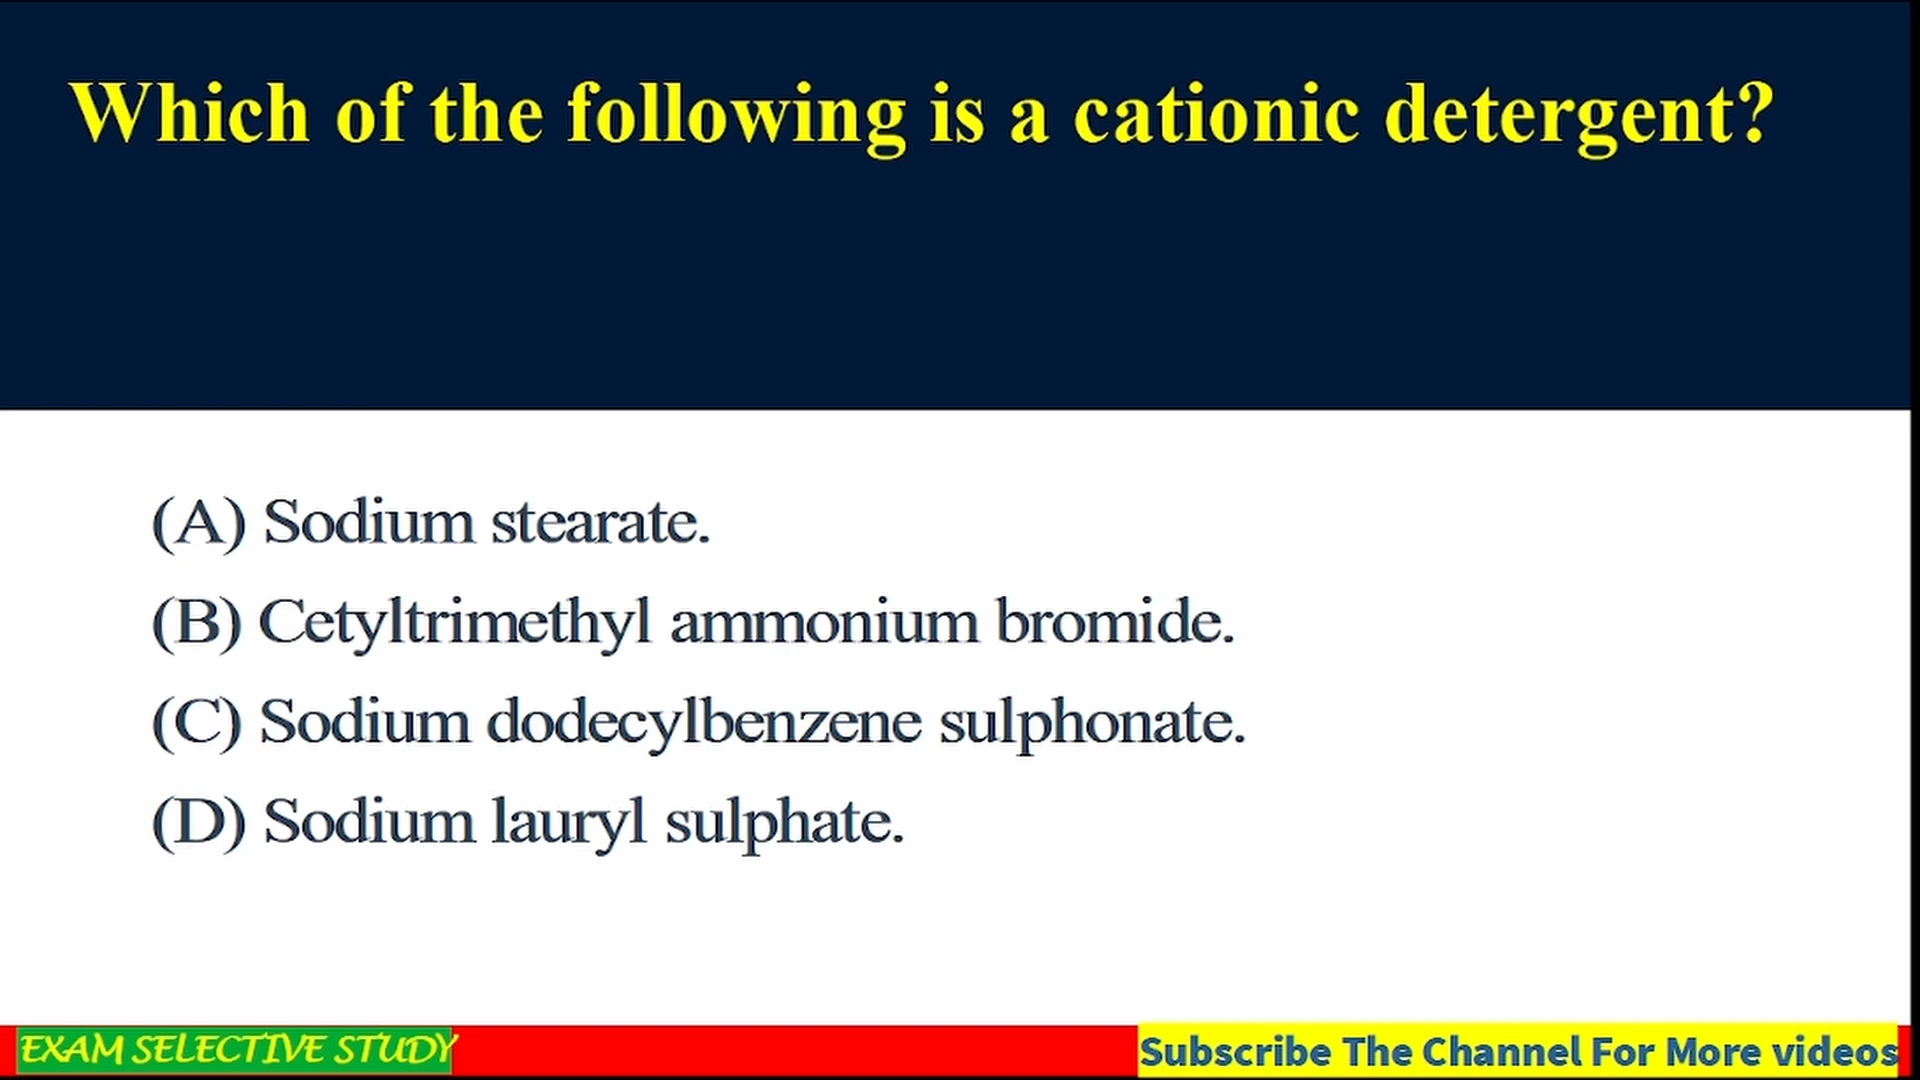 Which of the following is a cationic detergent?
(A) Sodium stearate.
(B) Cetyltrimethyl ammonium bromide.
(C) Sodium dodecylbenzene sulphonate.
(D) Sodium lauryl sulphate.
EXAM SELECTIVE STUDY
Subscribe The Channel For More videos